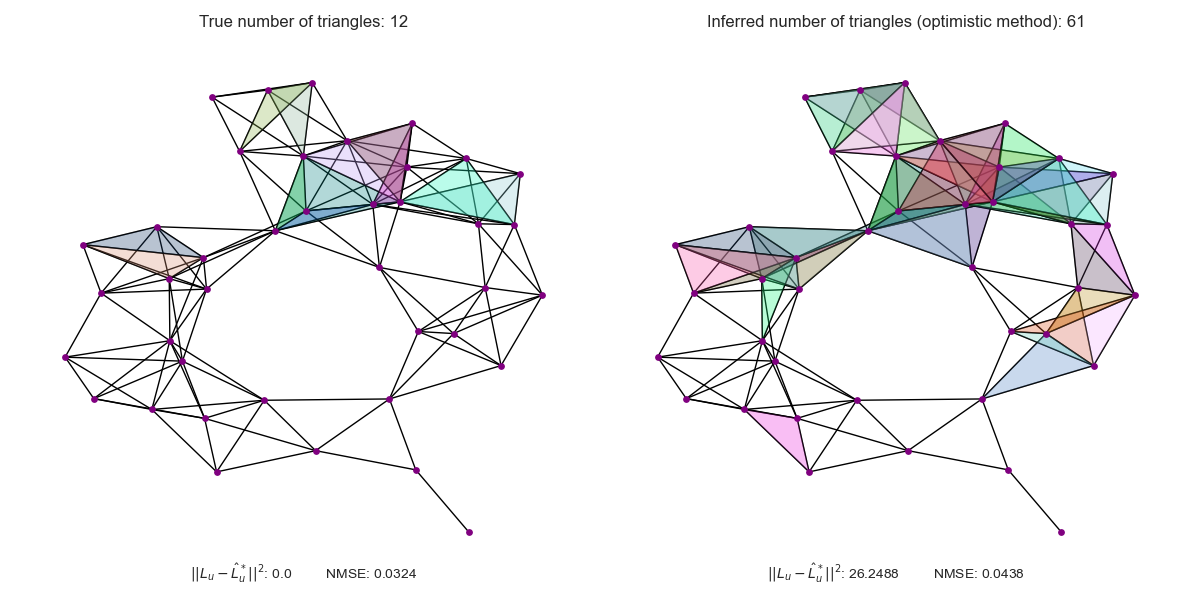 True number of triangles: 12
Inferred number of triangles (optimistic method): 61
$||L_u - \hat{L}_u^*||^2$: 0.0 NMSE: 0.0324
$||L_u - \hat{L}_u^*||^2$: 26.2488 NMSE: 0.0438